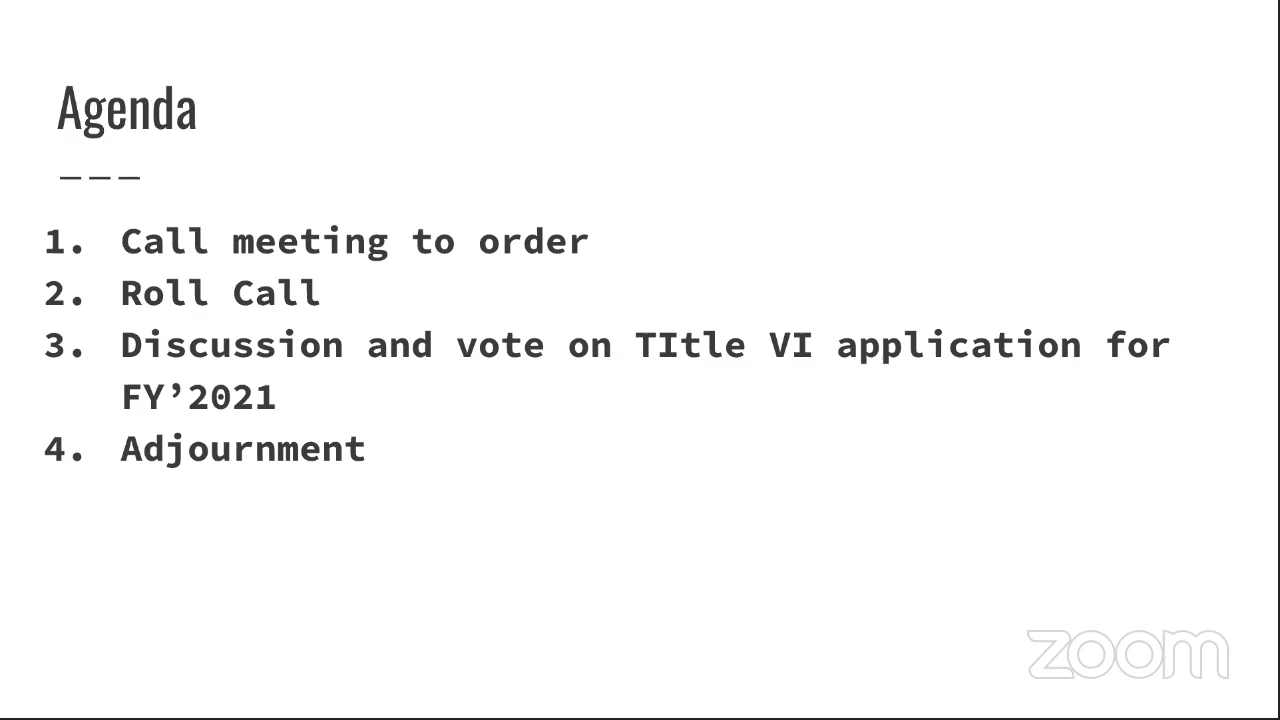 Agenda
1. Call meeting to order
2. Roll Call
3. Discussion and vote on TItle VI application for
FY’2021
4. Adjournment
zoom